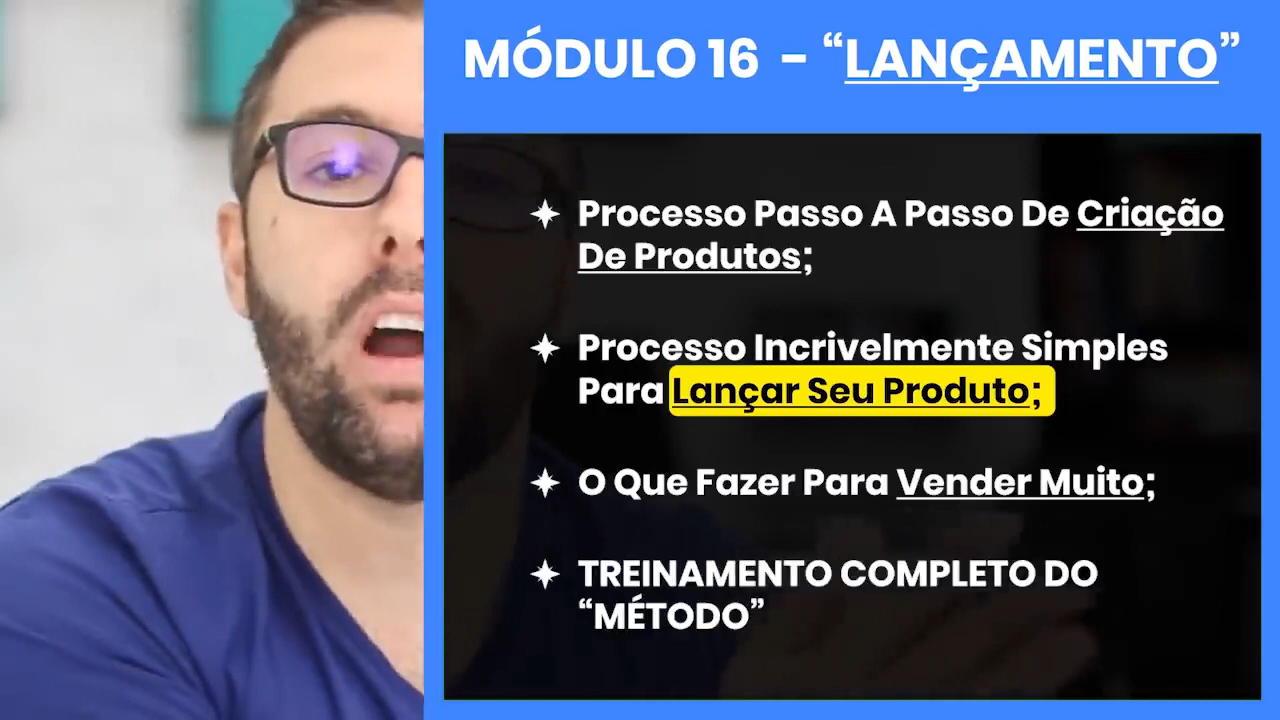 MÓDULO 16 - “LANÇAMENTO”
Processo Passo A Passo De Criação
De Produtos;
Processo Incrivelmente Simples
Para Lançar Seu Produto;
O Que Fazer Para Vender Muito;
TREINAMENTO COMPLETO DO
“MÉTODO”